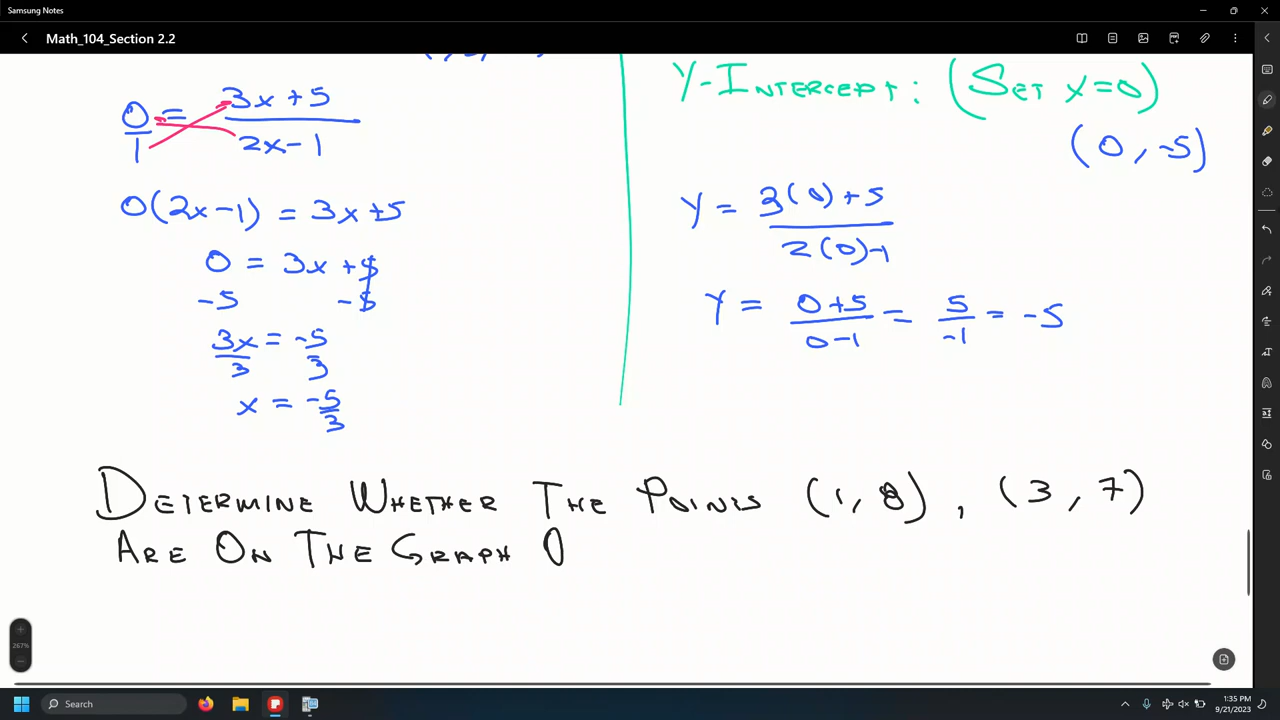 Samsung Notes
Math_104_Section 2.2
0/1 = (3x + 5)/(2x - 1)
0(2x-1) = 3x+5
0 = 3x + 5
-5 -5
3x/3 = -5/3
x = -5/3
Y-INTERCEPT: (SET X=0)
(0, -5)
Y = (3(0)+5)/(2(0)-1)
Y = (0+5)/(0-1) = 5/-1 = -5
DETERMINE WHETHER THE POINTS (1, 8), (3, 7)
ARE ON THE GRAPH O
267%
Search
1:35 PM
9/21/2023